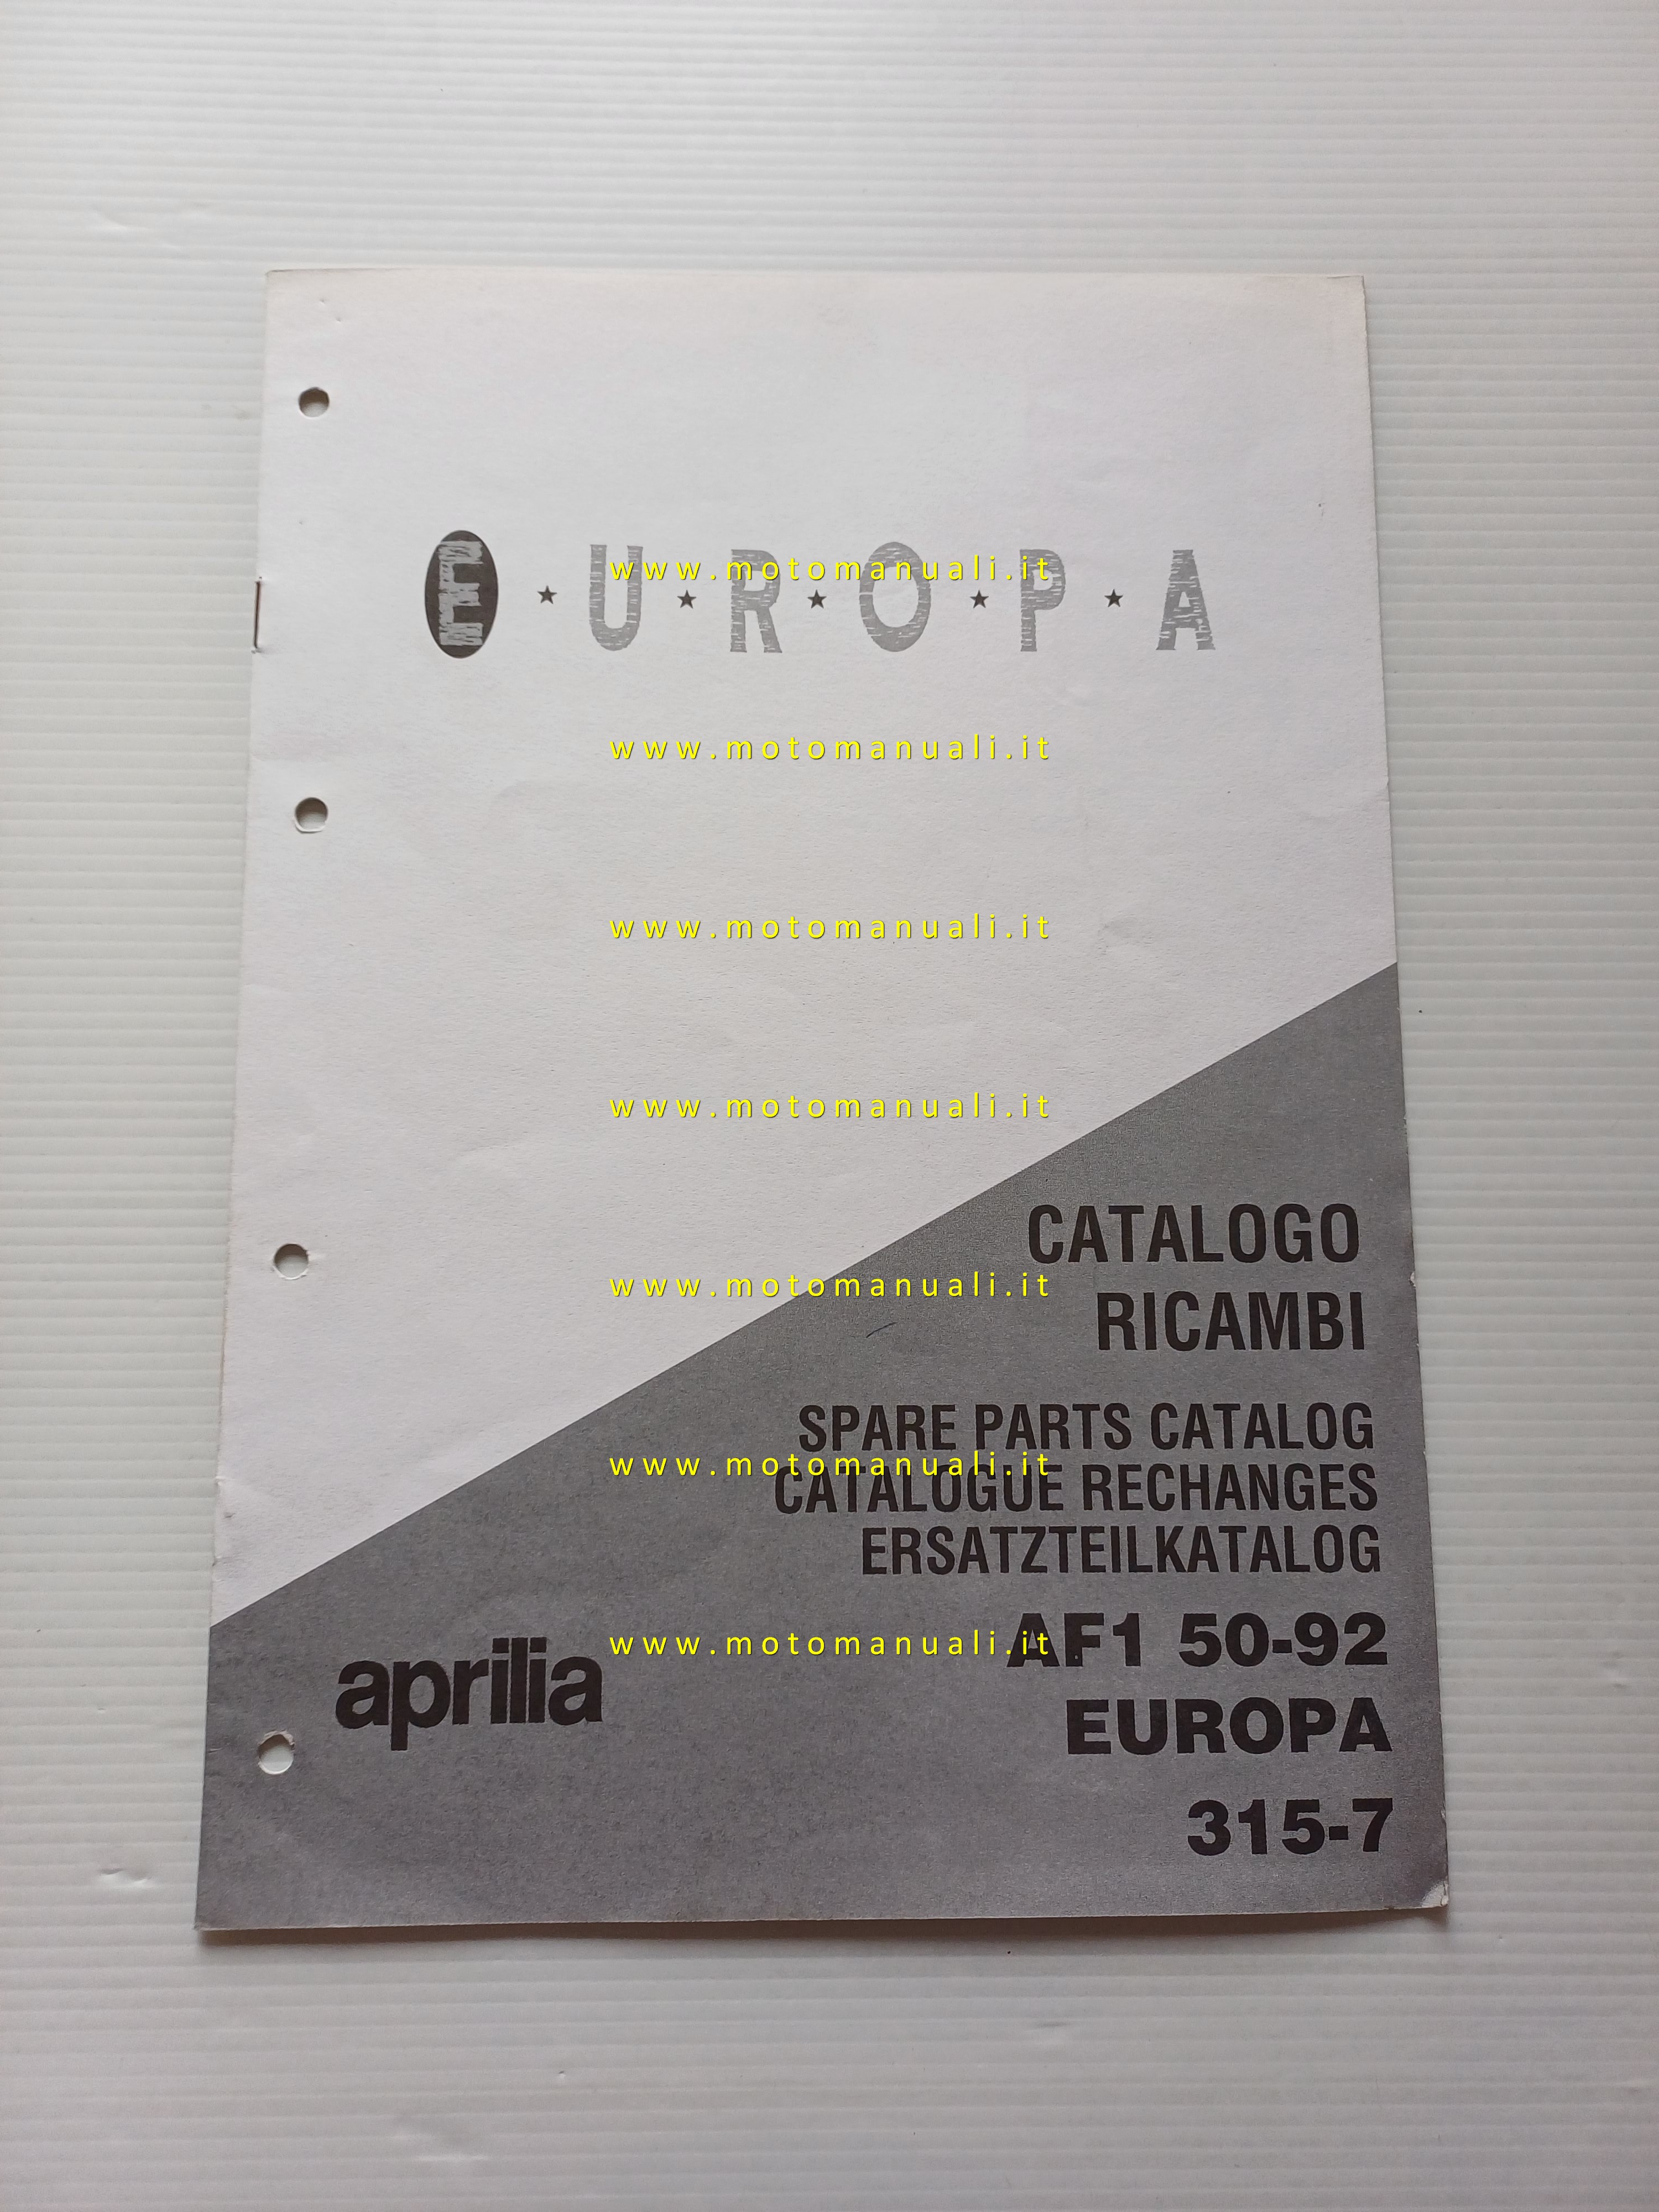 E★U★R★O★P★A
www.motomanuali.it
www.motomanuali.it
www.motomanuali.it
www.motomanuali.it
CATALOGO
www.motomanuali.it
RICAMBI
SPARE PARTS CATALOG
www.motomanuali.it
CATALOGUE RECHANGES
ERSATZTEILKATALOG
www.motomanuali.it
AF1 50-92
aprilia
EUROPA
315-7